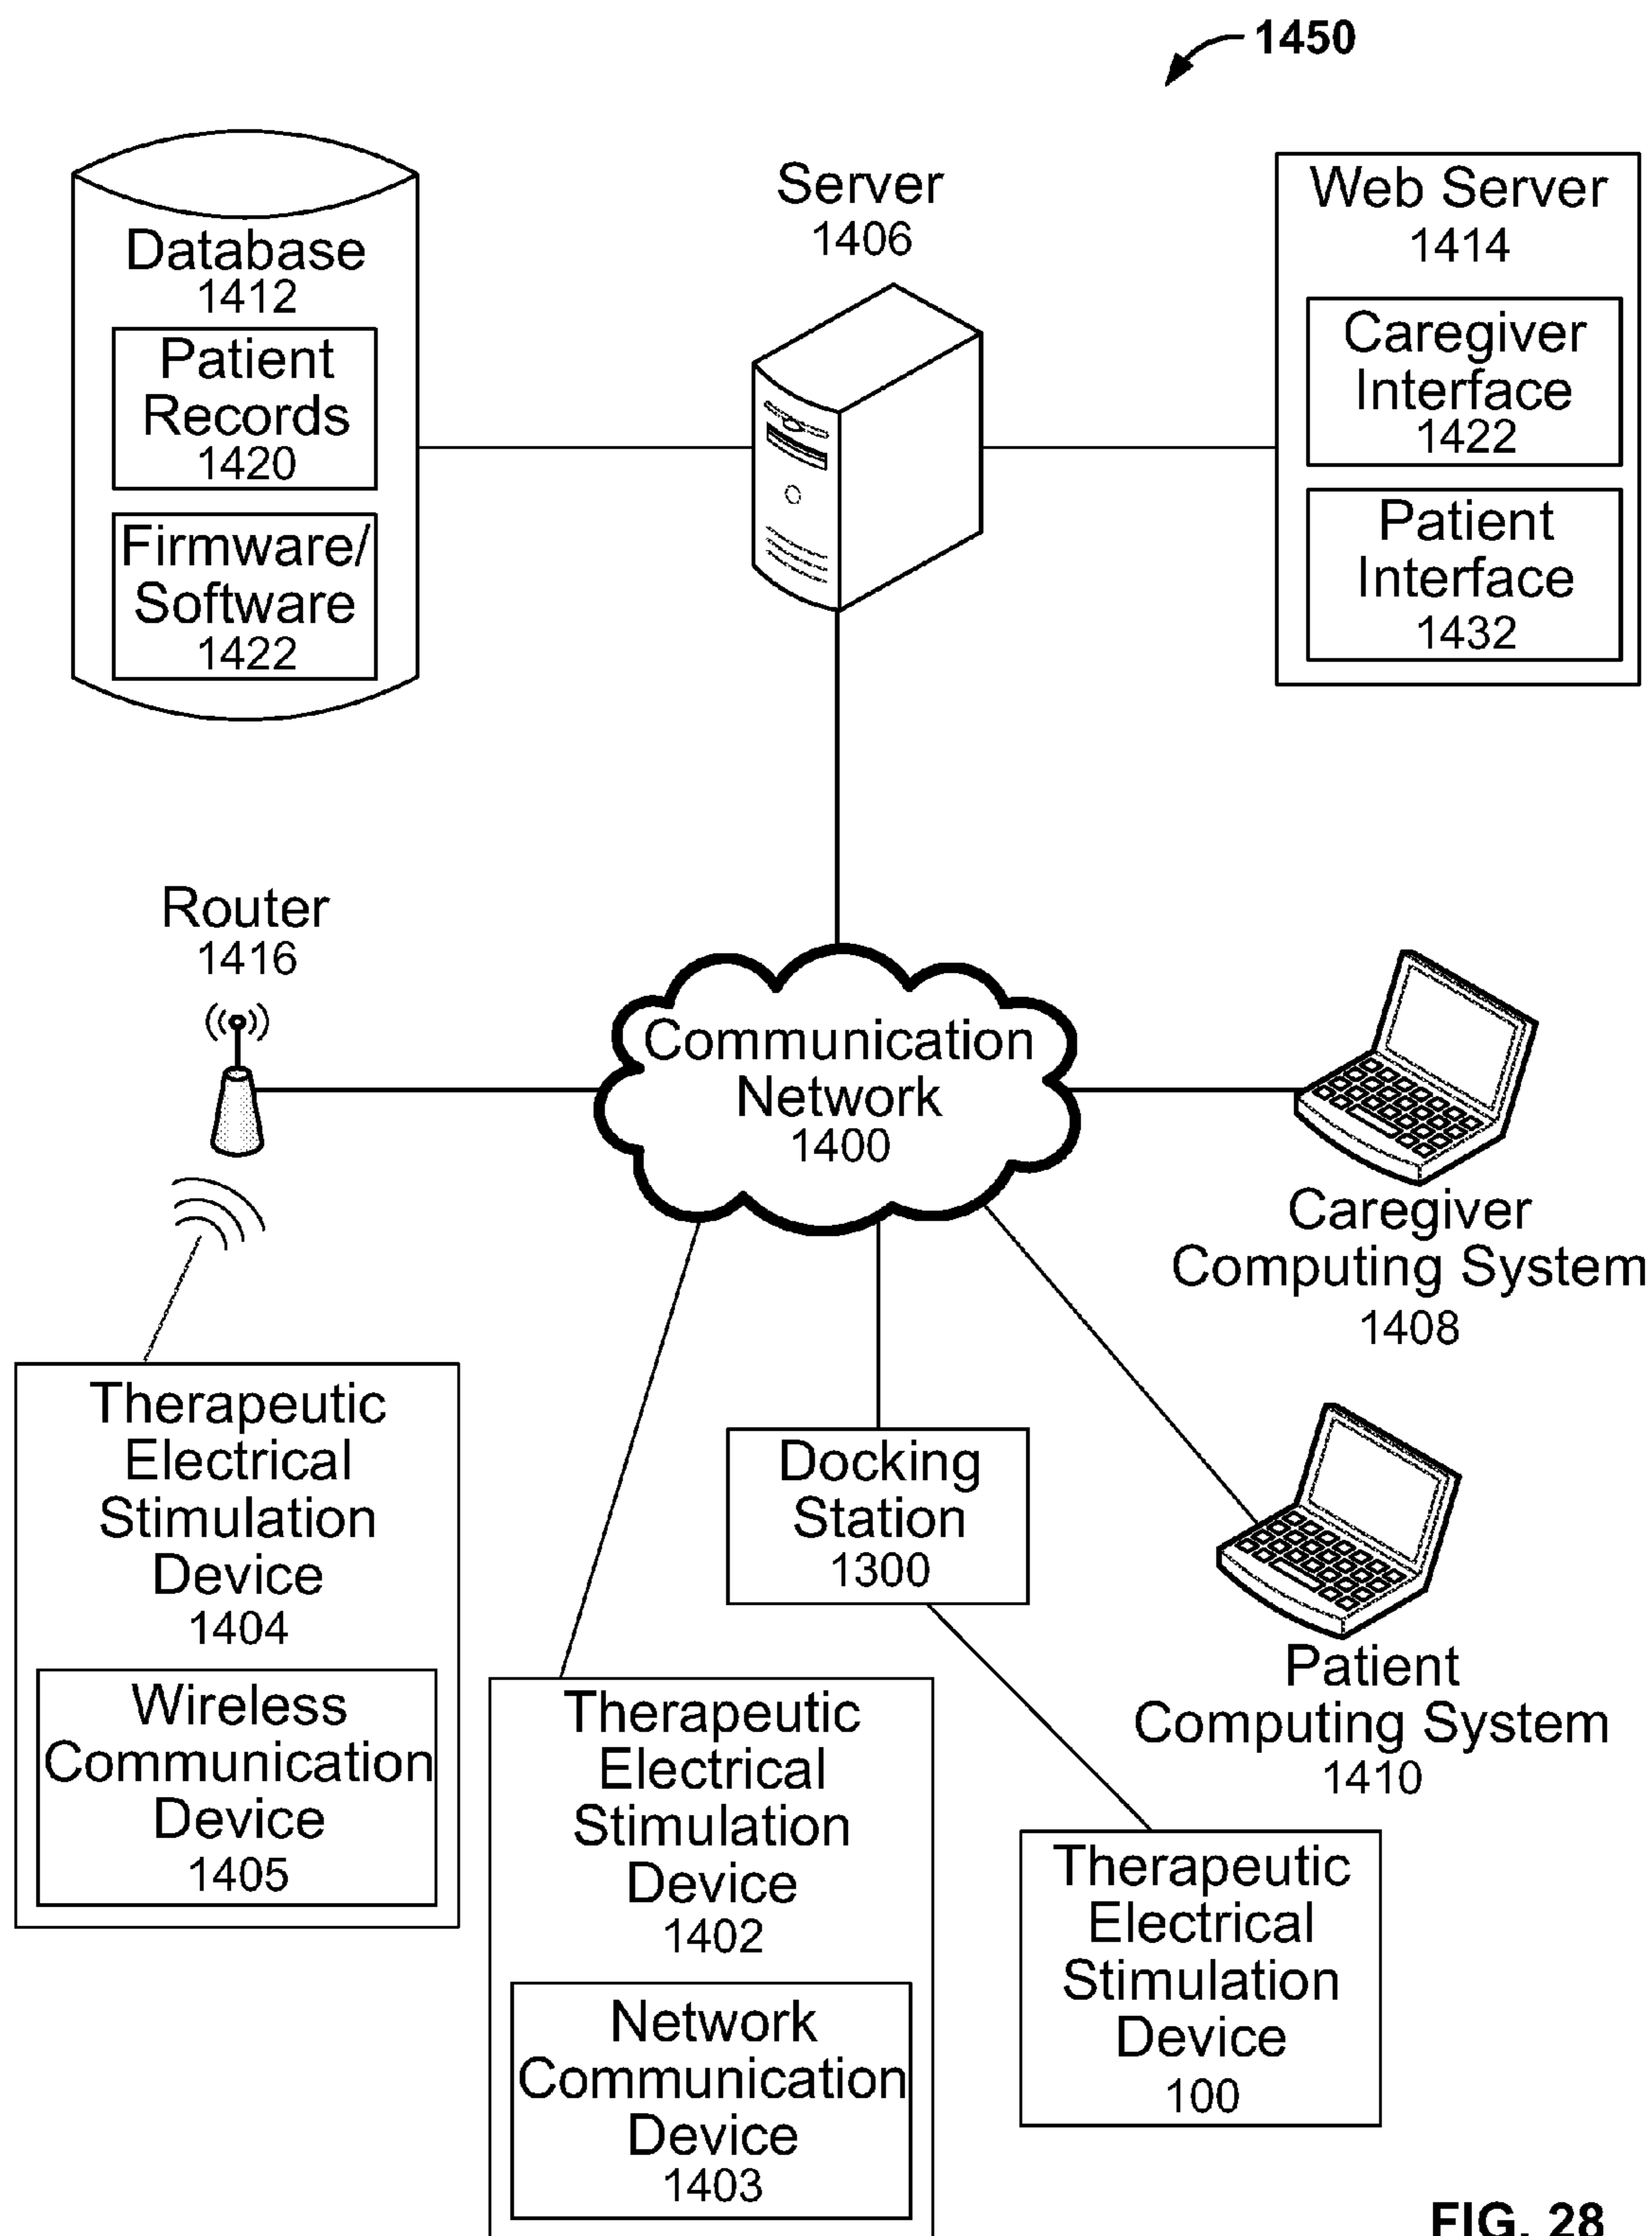 1450
Database
1412
Patient
Records
1420
Firmware/
Software
1422
Server
1406
Web Server
1414
Caregiver
Interface
1422
Patient
Interface
1432
Router
1416
Communication
Network
1400
Caregiver
Computing System
1408
Therapeutic
Electrical
Stimulation
Device
1404
Wireless
Communication
Device
1405
Therapeutic
Electrical
Stimulation
Device
1402
Network
Communication
Device
1403
Docking
Station
1300
Patient
Computing System
1410
Therapeutic
Electrical
Stimulation
Device
100
FIG. 28